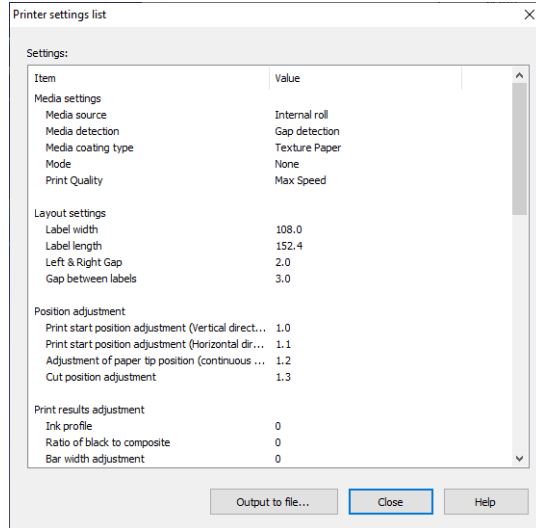 Printer settings list
Settings:
Item Value
Media settings
Media source Internal roll
Media detection Gap detection
Media coating type Texture Paper
Mode None
Print Quality Max Speed
Layout settings
Label width 108.0
Label length 152.4
Left & Right Gap 2.0
Gap between labels 3.0
Position adjustment
Print start position adjustment (Vertical direct... 1.0
Print start position adjustment (Horizontal dir... 1.1
Adjustment of paper tip position (continuous ... 1.2
Cut position adjustment 1.3
Print results adjustment
Ink profile 0
Ratio of black to composite 0
Bar width adjustment 0
Output to file... Close Help